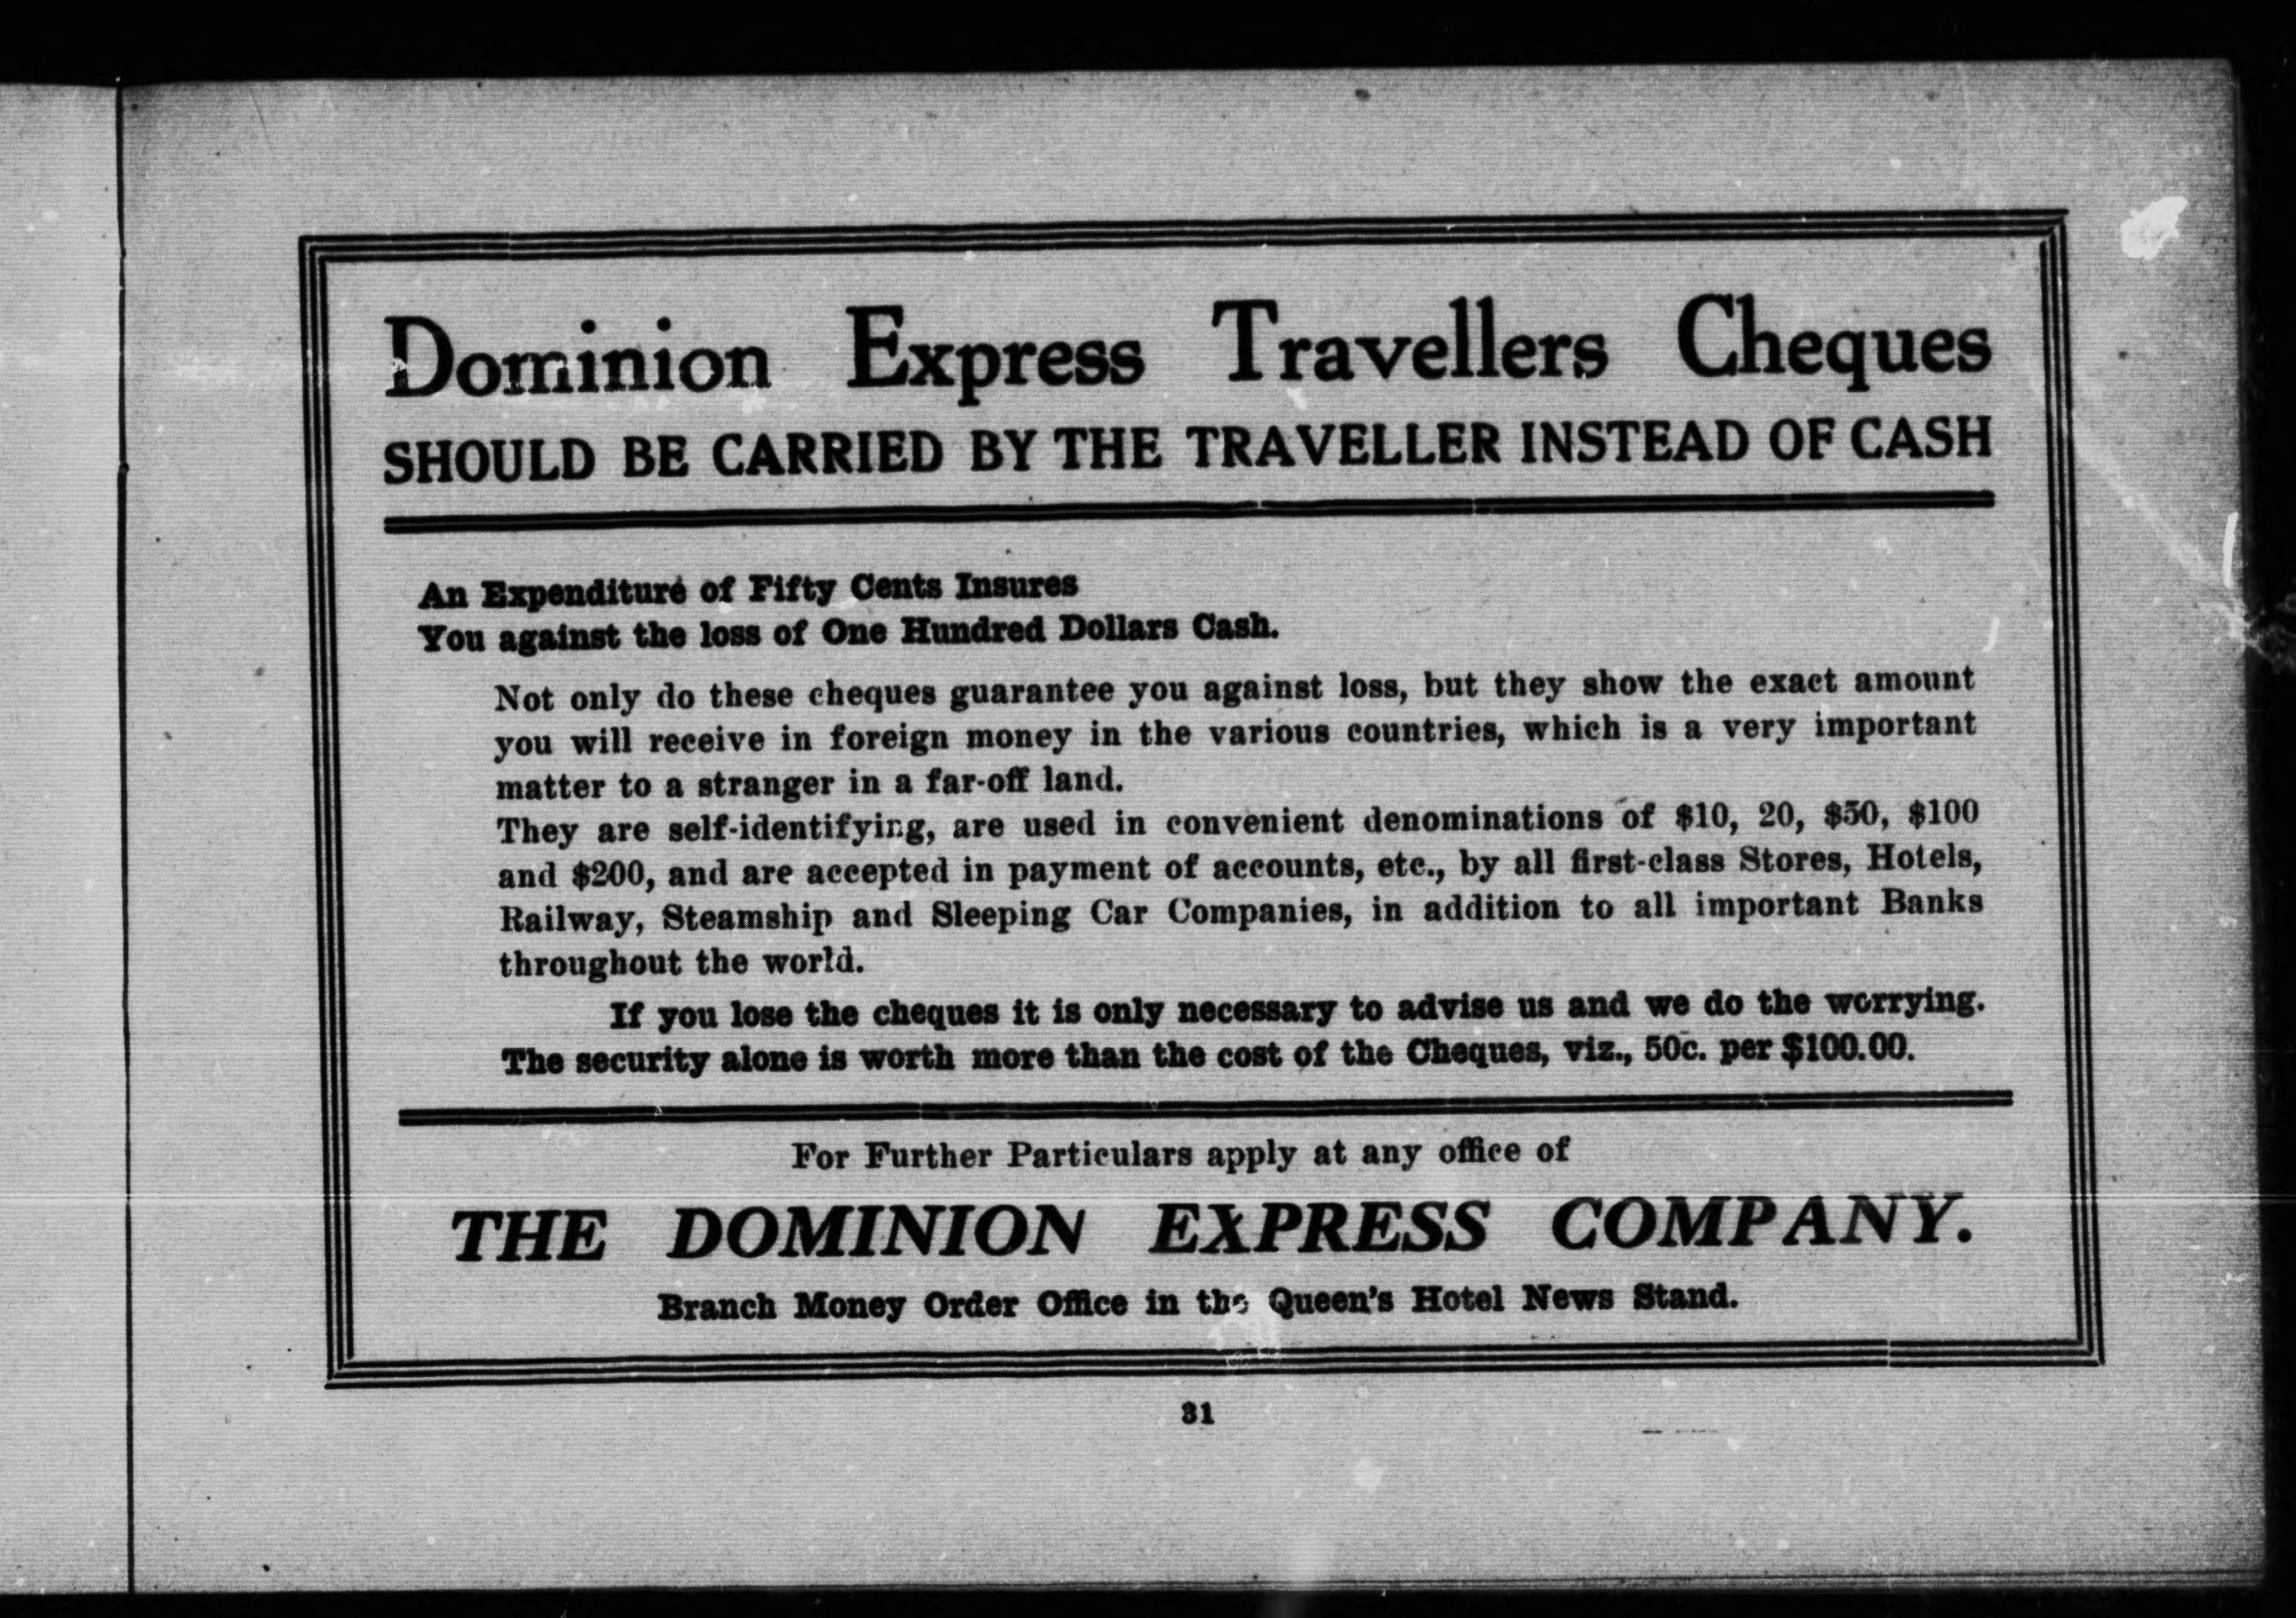 Dominion Express Travellers Cheques
SHOULD BE CARRIED BY THE TRAVELLER INSTEAD OF CASH
An Expenditure of Fifty Cents Insures
You against the loss of One Hundred Dollars Cash.
Not only do these cheques guarantee you against loss, but they show the exact amount
you will receive in foreign money in the various countries, which is a very important
matter to a stranger in a far-off land.
They are self-identifying, are used in convenient denominations of $10, 20, $50, $100
and $200, and are accepted in payment of accounts, etc., by all first-class Stores, Hotels,
Railway, Steamship and Sleeping Car Companies, in addition to all important Banks
throughout the world.
If you lose the cheques it is only necessary to advise us and we do the worrying.
The security alone is worth more than the cost of the Cheques, viz., 50c. per $100.00.
For Further Particulars apply at any office of
THE DOMINION EXPRESS COMPANY.
Branch Money Order Office in the Queen's Hotel News Stand.
31